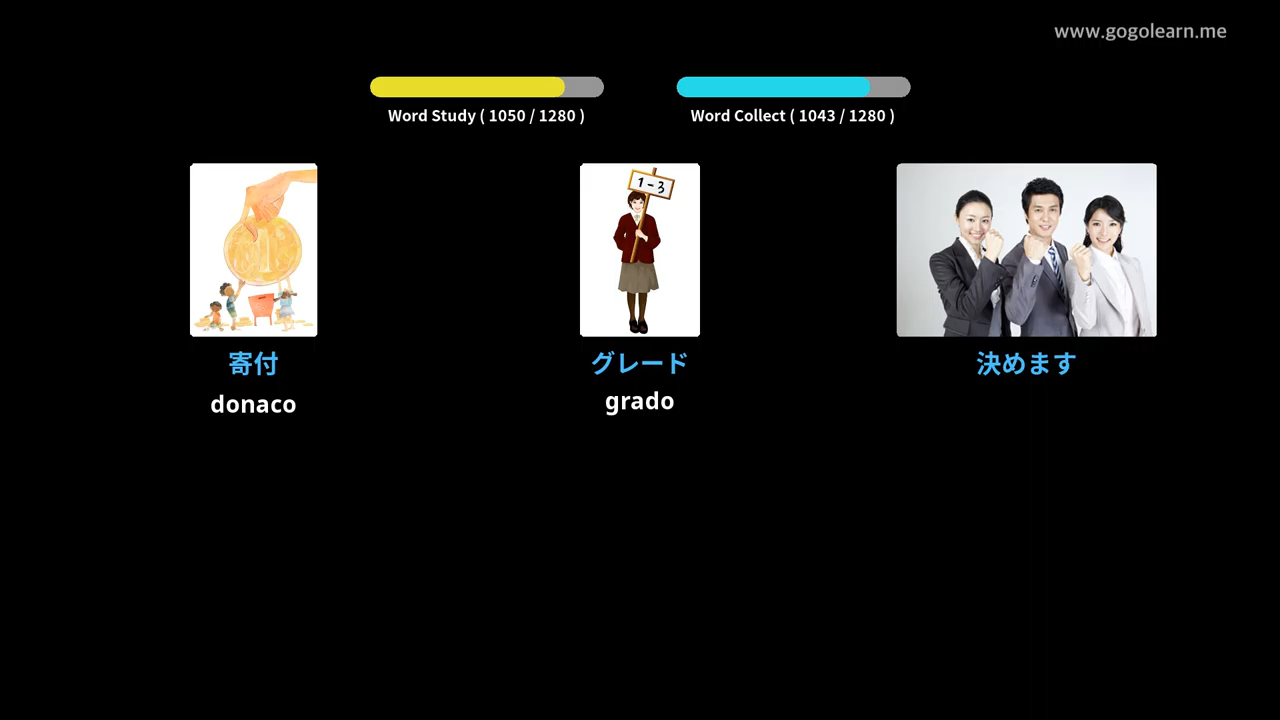 www.gogolearn.me
Word Study ( 1050 / 1280 )
Word Collect ( 1043 / 1280 )
1-3
寄付
donaco
グレード
grado
決めます